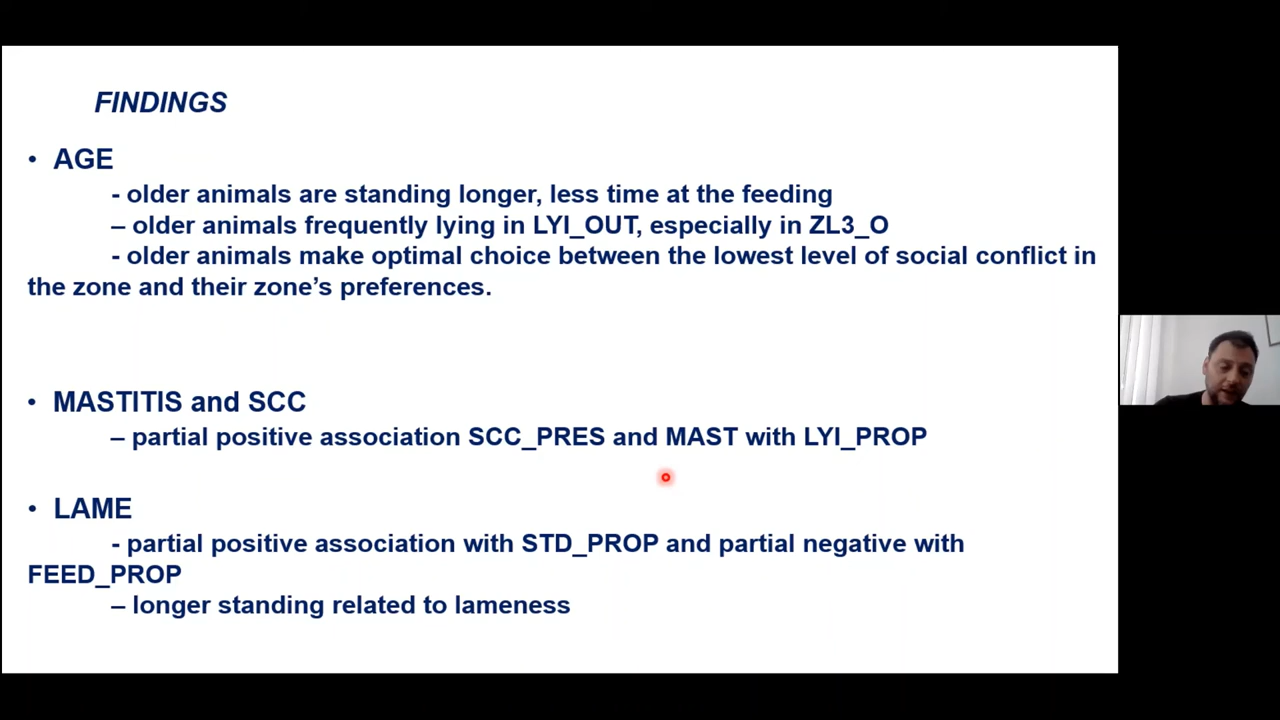 FINDINGS
• AGE
- older animals are standing longer, less time at the feeding
– older animals frequently lying in LYI_OUT, especially in ZL3_O
- older animals make optimal choice between the lowest level of social conflict in
the zone and their zone’s preferences.
• MASTITIS and SCC
– partial positive association SCC_PRES and MAST with LYI_PROP
• LAME
- partial positive association with STD_PROP and partial negative with
FEED_PROP
– longer standing related to lameness